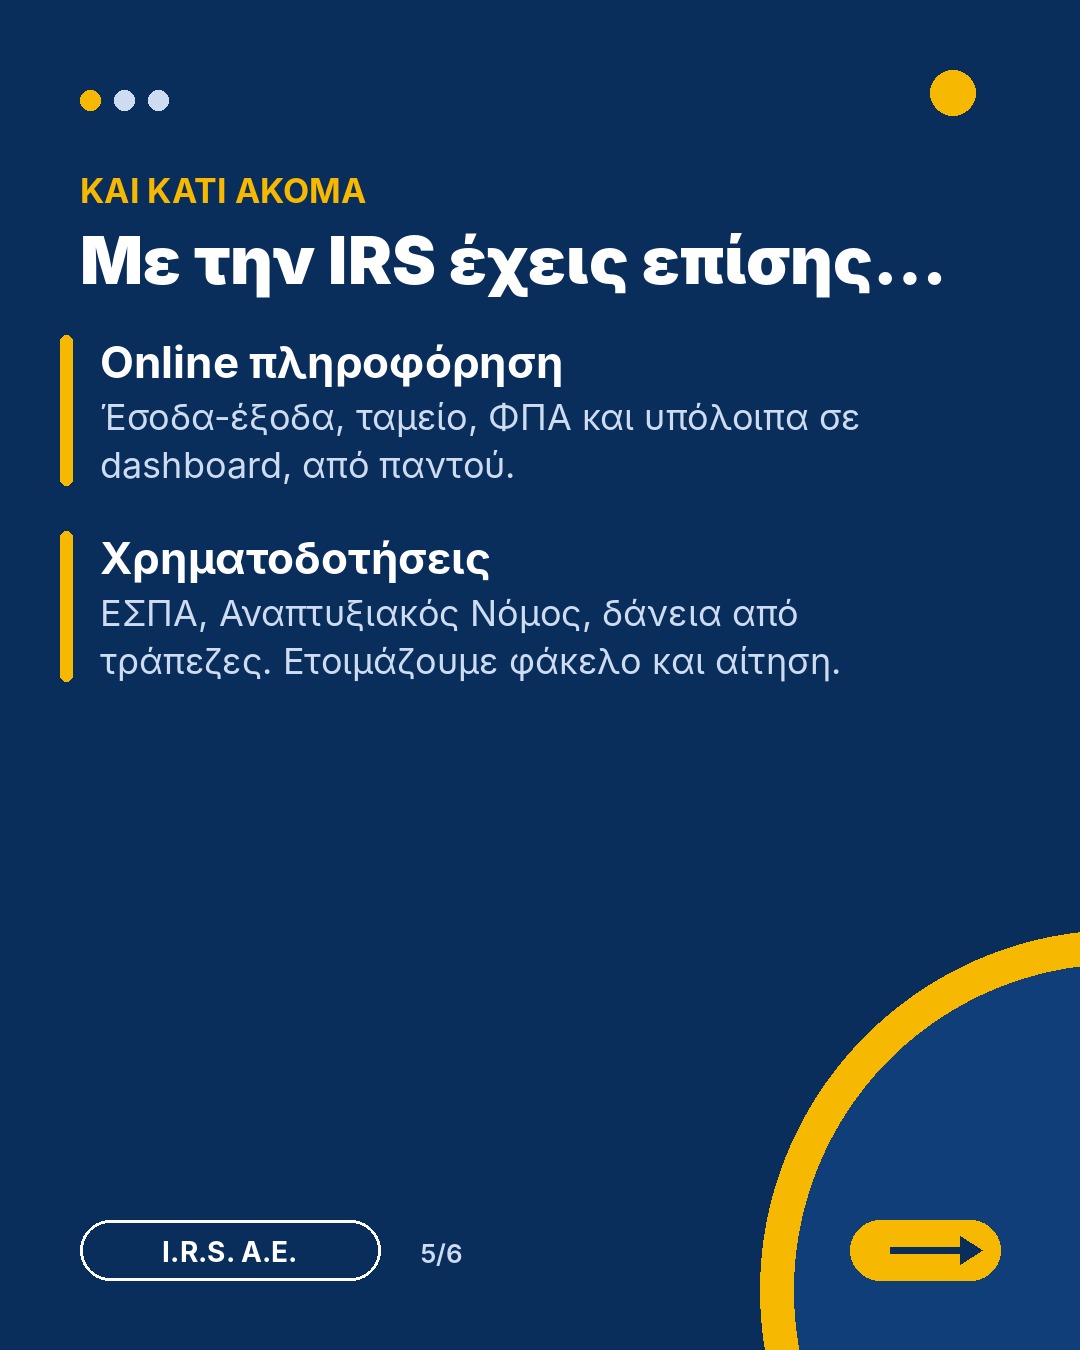 ΚΑΙ ΚΑΤΙ ΑΚΟΜΑ
Με την IRS έχεις επίσης...
Online πληροφόρηση
Έσοδα-έξοδα, ταμείο, ΦΠΑ και υπόλοιπα σε
dashboard, από παντού.
Χρηματοδοτήσεις
ΕΣΠΑ, Αναπτυξιακός Νόμος, δάνεια από
τράπεζες. Ετοιμάζουμε φάκελο και αίτηση.
I.R.S. A.E.
5/6